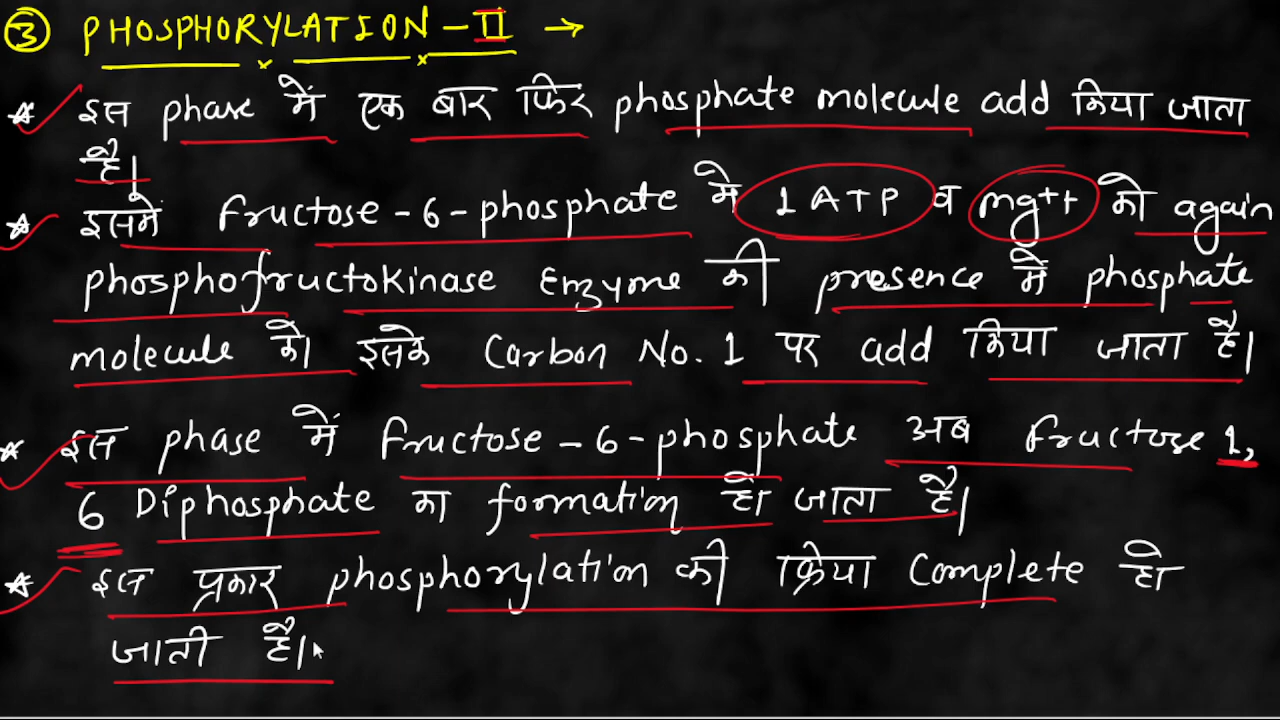 ③ PHOSPHORYLATION - II →
☆ इस phase में एक बार फिर phosphate molecule add किया जाता
है।
☆ इसमें fructose-6-phosphate में 1 ATP व mg++ को again
phosphofructokinase Enzyme की presence में phosphate
molecule को इसके Carbon No. 1 पर add किया जाता है।
☆ इस phase में fructose-6-phosphate अब fructose 1,
6 Diphosphate का formation हो जाता है।
☆ इस प्रकार phosphorylation की क्रिया Complete हो
जाती है।